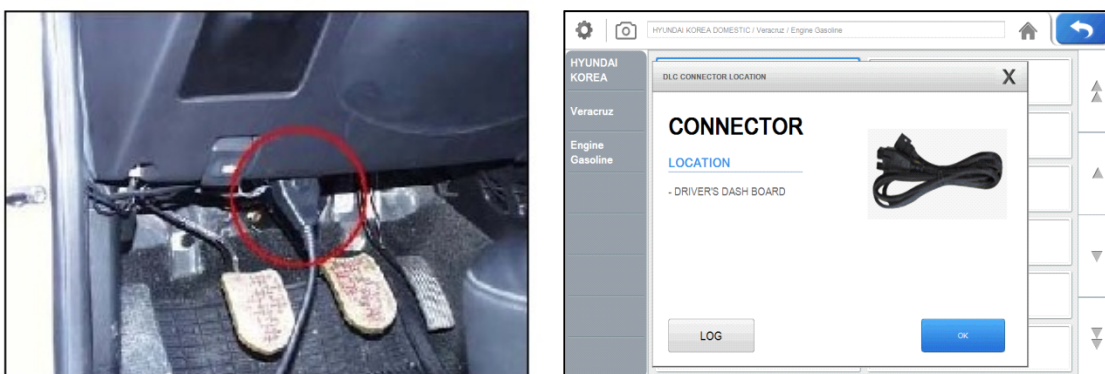 HYUNDAI KOREA DOMESTIC / Veracruz / Engine Gasoline
HYUNDAI
KOREA
Veracruz
Engine
Gasoline
DLC CONNECTOR LOCATION
X
CONNECTOR
LOCATION
- DRIVER'S DASH BOARD
LOG
OK